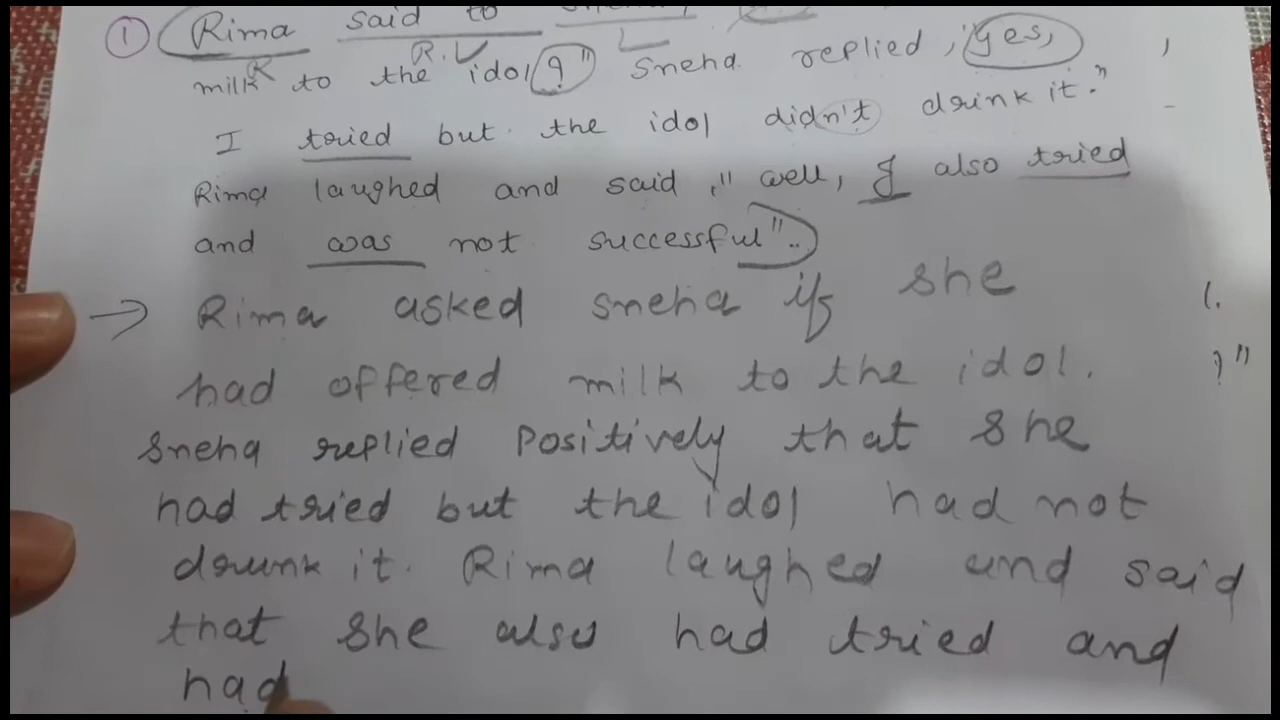 ① Rima said to
R.V
milk to the idol?" Sneha replied, "Yes,
I tried but the idol didn't drink it."
Rima laughed and said, "well, I also tried
and was not successful".
→ Rima asked Sneha if she
had offered milk to the idol.
Sneha replied Positively that she
had tried but the idol had not
drunk it. Rima laughed and said
that she also had tried and
had